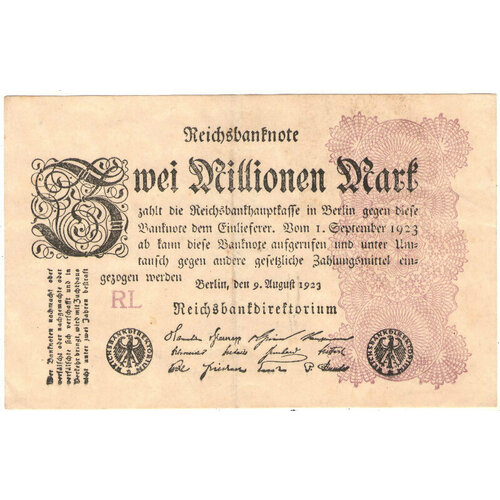 Reichsbanknote
Zwei Millionen Mark
zahlt die Reichsbankhauptkasse in Berlin gegen diese
Banknote dem Einlieferer. Vom 1. September 1923
ab kann diese Banknote aufgerufen und unter Um-
tausch gegen andere gesetzliche Zahlungsmittel ein-
gezogen werden
Berlin, den 9. August 1923
RL
Reichsbankdirektorium
Wer Banknoten nachmacht oder
verfälscht oder nachgemachte oder
verfälschte sich verschafft und in
Verkehr bringt, wird mit Zuchthaus
nicht unter zwei Jahren bestraft
REICHSBANKDIREKTORIUM
REICHSBANKDIREKTORIUM